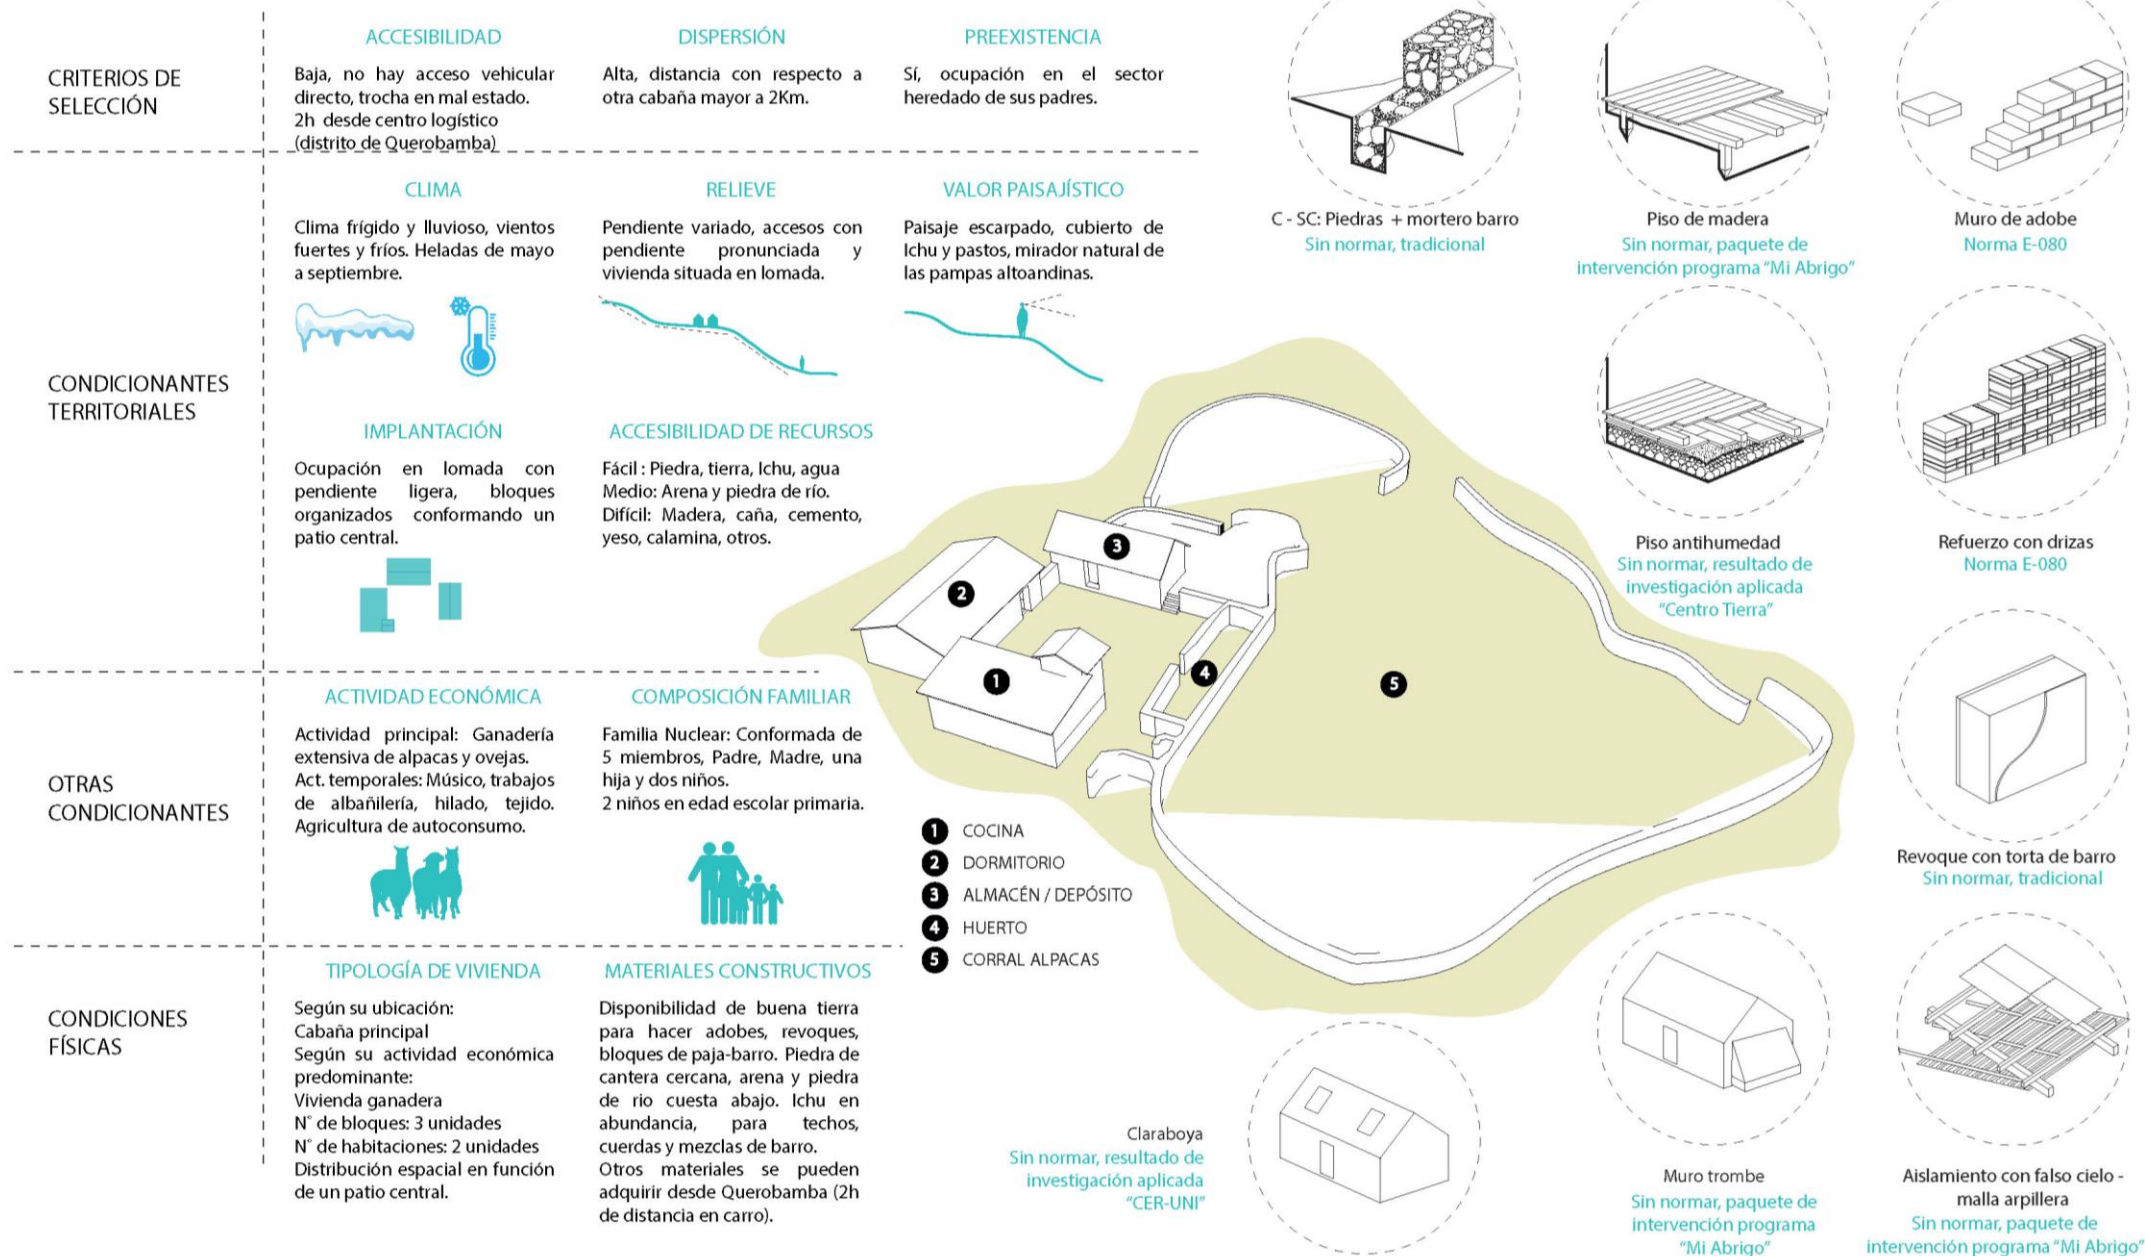 CRITERIOS DE
SELECCIÓN
ACCESIBILIDAD
Baja, no hay acceso vehicular
directo, trocha en mal estado.
2h desde centro logístico
(distrito de Querobamba)
DISPERSIÓN
Alta, distancia con respecto a
otra cabaña mayor a 2Km.
PREEXISTENCIA
Sí, ocupación en el sector
heredado de sus padres.
CONDICIONANTES
TERRITORIALES
CLIMA
Clima frígido y lluvioso, vientos
fuertes y fríos. Heladas de mayo
a septiembre.
RELIEVE
Pendiente variado, accesos con
pendiente pronunciada y
vivienda situada en lomada.
VALOR PAISAJÍSTICO
Paisaje escarpado, cubierto de
Ichu y pastos, mirador natural de
las pampas altoandinas.
IMPLANTACIÓN
Ocupación en lomada con
pendiente ligera, bloques
organizados conformando un
patio central.
ACCESIBILIDAD DE RECURSOS
Fácil : Piedra, tierra, Ichu, agua
Medio: Arena y piedra de río.
Difícil: Madera, caña, cemento,
yeso, calamina, otros.
OTRAS
CONDICIONANTES
ACTIVIDAD ECONÓMICA
Actividad principal: Ganadería
extensiva de alpacas y ovejas.
Act. temporales: Músico, trabajos
de albañilería, hilado, tejido.
Agricultura de autoconsumo.
COMPOSICIÓN FAMILIAR
Familia Nuclear: Conformada de
5 miembros, Padre, Madre, una
hija y dos niños.
2 niños en edad escolar primaria.
CONDICIONES
FÍSICAS
TIPOLOGÍA DE VIVIENDA
Según su ubicación:
Cabaña principal
Según su actividad económica
predominante:
Vivienda ganadera
N° de bloques: 3 unidades
N° de habitaciones: 2 unidades
Distribución espacial en función
de un patio central.
MATERIALES CONSTRUCTIVOS
Disponibilidad de buena tierra
para hacer adobes, revoques,
bloques de paja-barro. Piedra de
cantera cercana, arena y piedra
de rio cuesta abajo. Ichu en
abundancia, para techos,
cuerdas y mezclas de barro.
Otros materiales se pueden
adquirir desde Querobamba (2h
de distancia en carro).
3
2
1
4
5
1 COCINA
2 DORMITORIO
3 ALMACÉN / DEPÓSITO
4 HUERTO
5 CORRAL ALPACAS
C - SC: Piedras + mortero barro
Sin normar, tradicional
Piso de madera
Sin normar, paquete de
intervención programa "Mi Abrigo"
Muro de adobe
Norma E-080
Piso antihumedad
Sin normar, resultado de
investigación aplicada
"Centro Tierra"
Refuerzo con drizas
Norma E-080
Revoque con torta de barro
Sin normar, tradicional
Claraboya
Sin normar, resultado de
investigación aplicada
"CER-UNI"
Muro trombe
Sin normar, paquete de
intervención programa
"Mi Abrigo"
Aislamiento con falso cielo -
malla arpillera
Sin normar, paquete de
intervención programa "Mi Abrigo"